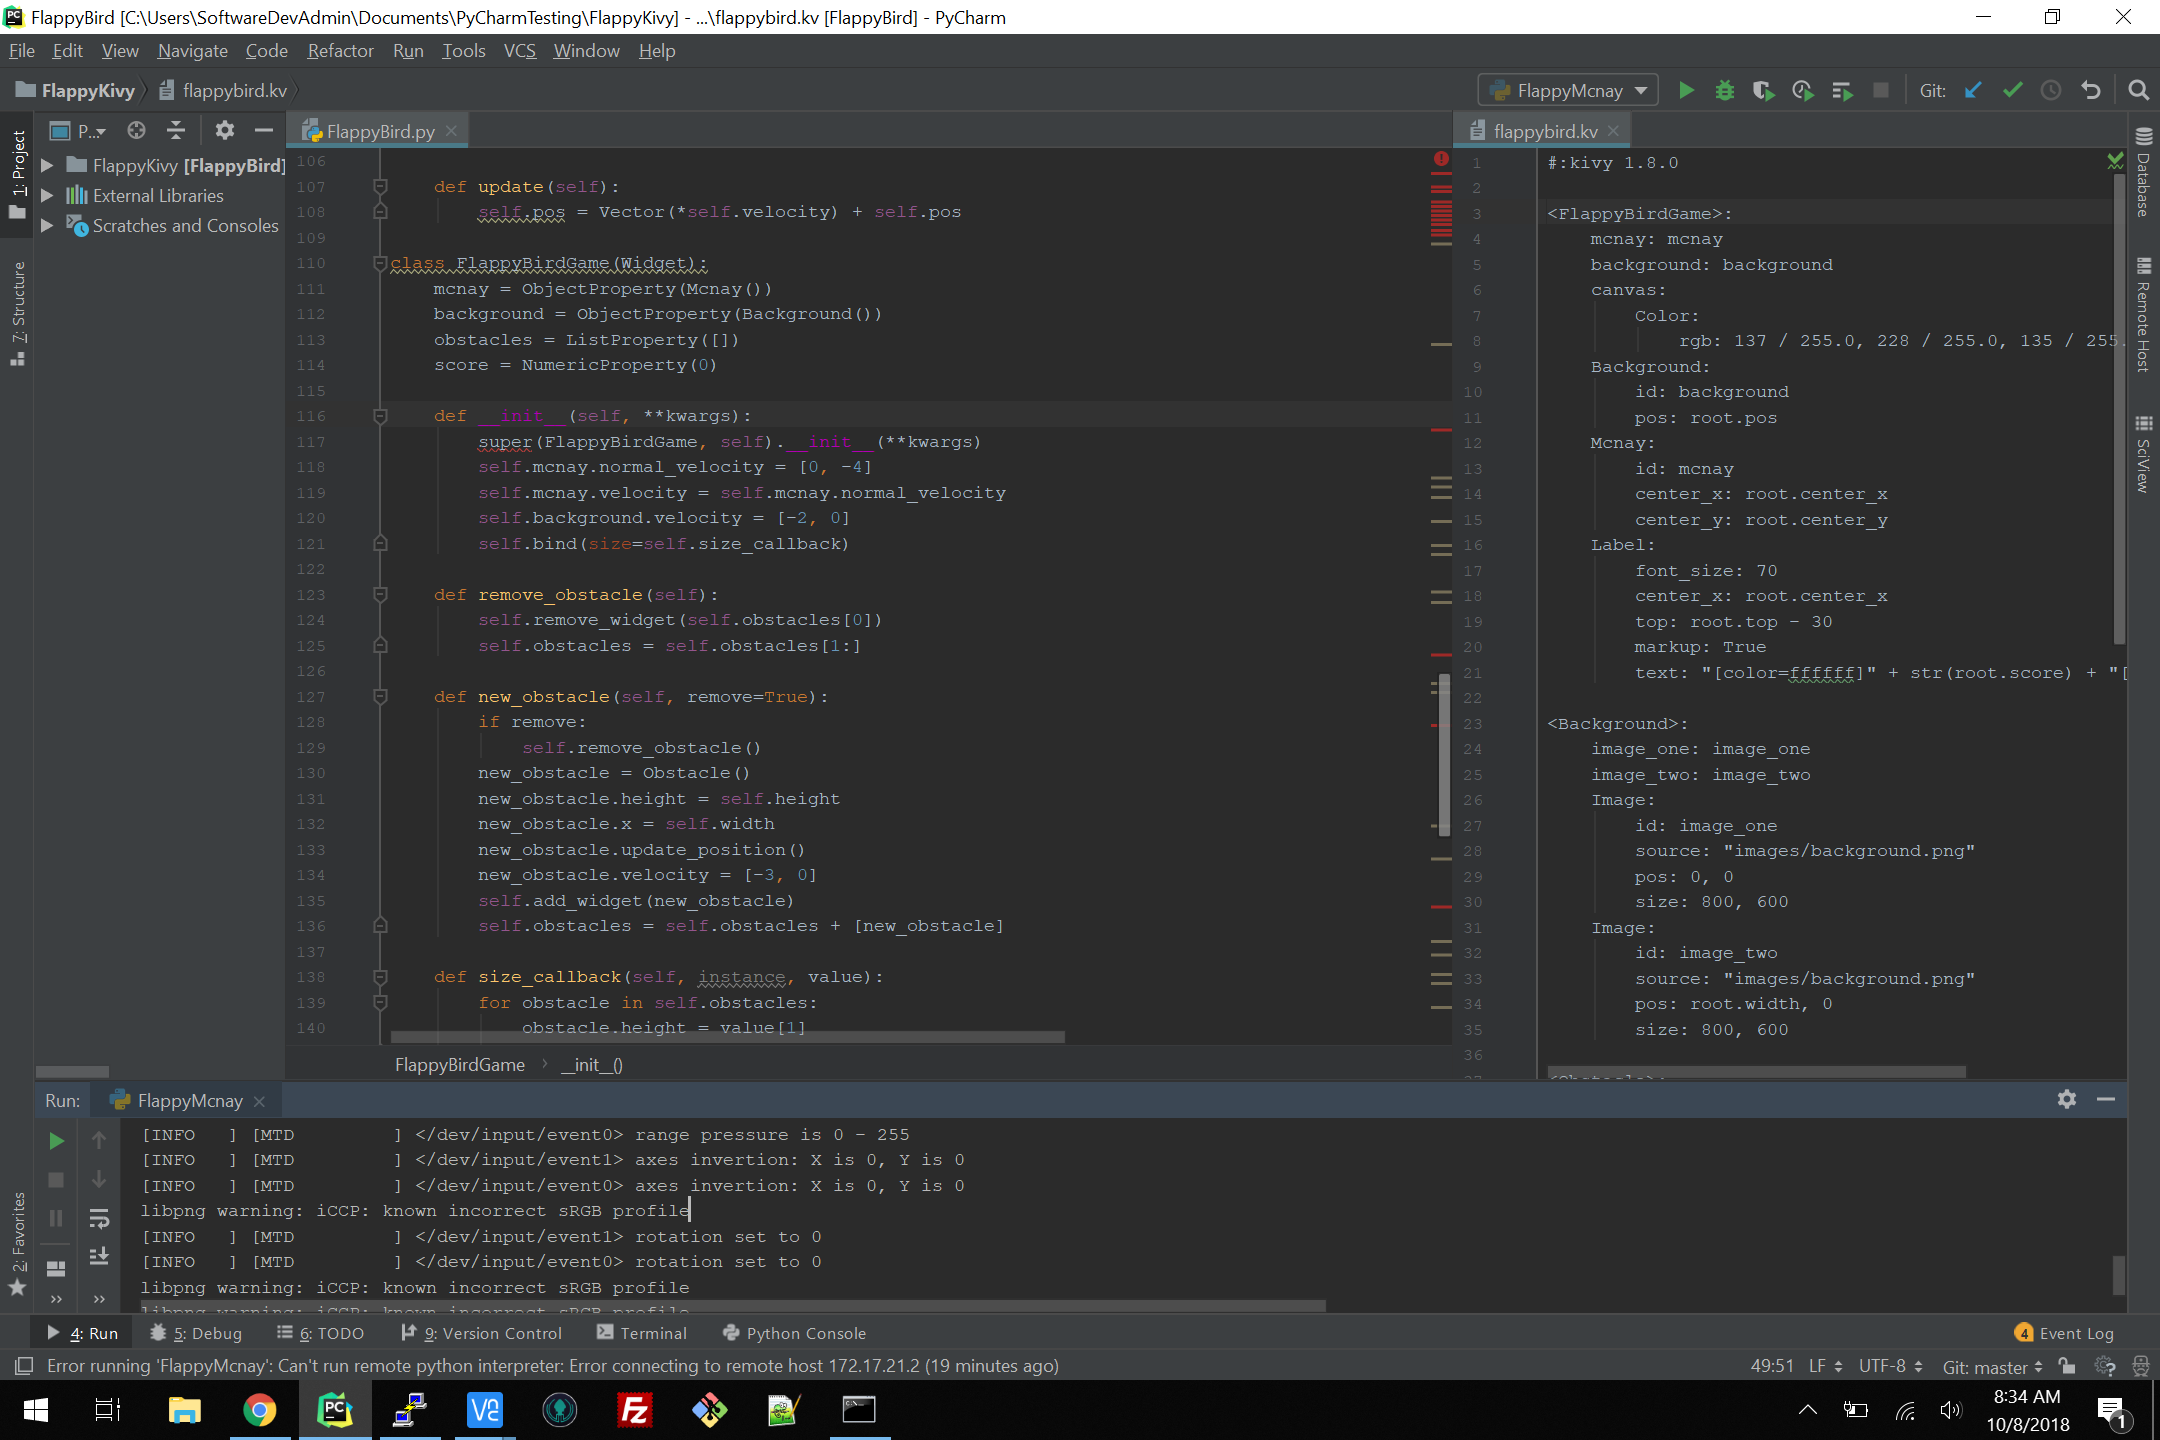 FlappyBird [C:\Users\SoftwareDevAdmin\Documents\PyCharmTesting\FlappyKivy] - ...\flappybird.kv [FlappyBird] - PyCharm
File Edit View Navigate Code Refactor Run Tools VCS Window Help
FlappyKivy flappybird.kv FlappyMcnay Git:
1: Project
7: Structure
2: Favorites
P...
FlappyKivy [FlappyBird]
External Libraries
Scratches and Consoles
FlappyBird.py
106
107 def update(self):
108 self.pos = Vector(*self.velocity) + self.pos
109
110 class FlappyBirdGame(Widget):
111 mcnay = ObjectProperty(Mcnay())
112 background = ObjectProperty(Background())
113 obstacles = ListProperty([])
114 score = NumericProperty(0)
115
116 def __init__(self, **kwargs):
117 super(FlappyBirdGame, self).__init__(**kwargs)
118 self.mcnay.normal_velocity = [0, -4]
119 self.mcnay.velocity = self.mcnay.normal_velocity
120 self.background.velocity = [-2, 0]
121 self.bind(size=self.size_callback)
122
123 def remove_obstacle(self):
124 self.remove_widget(self.obstacles[0])
125 self.obstacles = self.obstacles[1:]
126
127 def new_obstacle(self, remove=True):
128 if remove:
129 self.remove_obstacle()
130 new_obstacle = Obstacle()
131 new_obstacle.height = self.height
132 new_obstacle.x = self.width
133 new_obstacle.update_position()
134 new_obstacle.velocity = [-3, 0]
135 self.add_widget(new_obstacle)
136 self.obstacles = self.obstacles + [new_obstacle]
137
138 def size_callback(self, instance, value):
139 for obstacle in self.obstacles:
140 obstacle.height = value[1]
FlappyBirdGame › __init__()
flappybird.kv
1 #:kivy 1.8.0
2
3 <FlappyBirdGame>:
4 mcnay: mcnay
5 background: background
6 canvas:
7 Color:
8 rgb: 137 / 255.0, 228 / 255.0, 135 / 255.
9 Background:
10 id: background
11 pos: root.pos
12 Mcnay:
13 id: mcnay
14 center_x: root.center_x
15 center_y: root.center_y
16 Label:
17 font_size: 70
18 center_x: root.center_x
19 top: root.top - 30
20 markup: True
21 text: "[color=ffffff]" + str(root.score) + "[
22
23 <Background>:
24 image_one: image_one
25 image_two: image_two
26 Image:
27 id: image_one
28 source: "images/background.png"
29 pos: 0, 0
30 size: 800, 600
31 Image:
32 id: image_two
33 source: "images/background.png"
34 pos: root.width, 0
35 size: 800, 600
36
Database
Remote Host
SciView
Run: FlappyMcnay
[INFO ] [MTD ] </dev/input/event0> range pressure is 0 - 255
[INFO ] [MTD ] </dev/input/event1> axes invertion: X is 0, Y is 0
[INFO ] [MTD ] </dev/input/event0> axes invertion: X is 0, Y is 0
libpng warning: iCCP: known incorrect sRGB profile
[INFO ] [MTD ] </dev/input/event1> rotation set to 0
[INFO ] [MTD ] </dev/input/event0> rotation set to 0
libpng warning: iCCP: known incorrect sRGB profile
libpng warning: iCCP: known incorrect sRGB profile
4: Run 5: Debug 6: TODO 9: Version Control Terminal Python Console 4 Event Log
Error running 'FlappyMcnay': Can't run remote python interpreter: Error connecting to remote host 172.17.21.2 (19 minutes ago) 49:51 LF UTF-8 Git: master
8:34 AM
10/8/2018
1